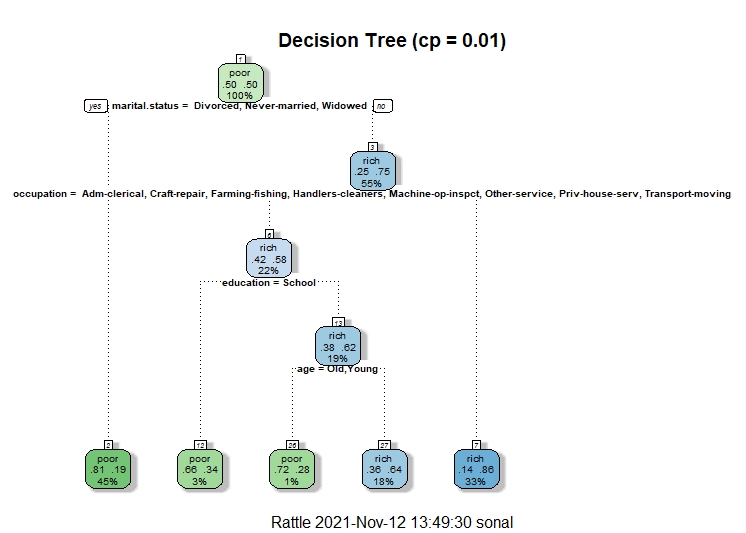 Decision Tree (cp = 0.01)
1
poor
.50 .50
100%
yes marital.status = Divorced, Never-married, Widowed no
3
rich
.25 .75
55%
occupation = Adm-clerical, Craft-repair, Farming-fishing, Handlers-cleaners, Machine-op-inspct, Other-service, Priv-house-serv, Transport-moving
6
rich
.42 .58
22%
education = School
13
rich
.38 .62
19%
age = Old,Young
2
poor
.81 .19
45%
12
poor
.66 .34
3%
26
poor
.72 .28
1%
27
rich
.36 .64
18%
7
rich
.14 .86
33%
Rattle 2021-Nov-12 13:49:30 sonal